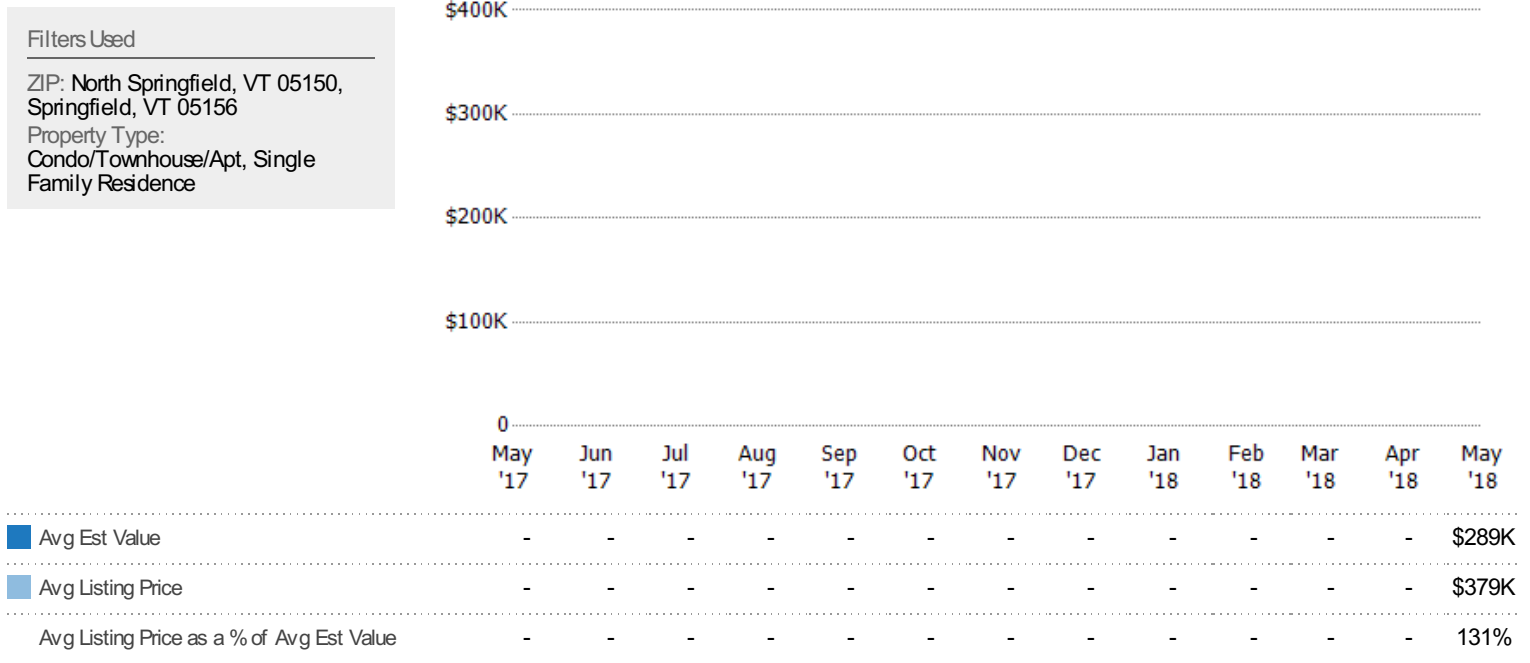 Filters Used
ZIP: North Springfield, VT 05150,
Springfield, VT 05156
Property Type:
Condo/Townhouse/Apt, Single
Family Residence
$400K
$300K
$200K
$100K
0
May Jun Jul Aug Sep Oct Nov Dec Jan Feb Mar Apr May
'17 '17 '17 '17 '17 '17 '17 '17 '18 '18 '18 '18 '18
Avg Est Value - - - - - - - - - - - - $289K
Avg Listing Price - - - - - - - - - - - - $379K
Avg Listing Price as a % of Avg Est Value - - - - - - - - - - - - 131%